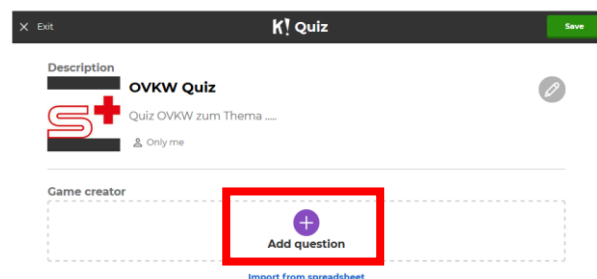 X Exit
K! Quiz
Save
Description
OVKW Quiz
Quiz OVKW zum Thema .....
Only me
s+
Game creator
+
Add question
Import from spreadsheet